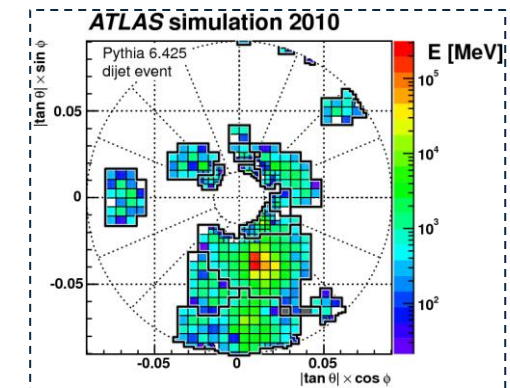 ATLAS simulation 2010
Pythia 6.425
dijet event
E [MeV]
|tan θ| × sin φ
0.05
0
-0.05
-0.05
0
0.05
|tan θ| × cos φ
10⁵
10⁴
10³
10²